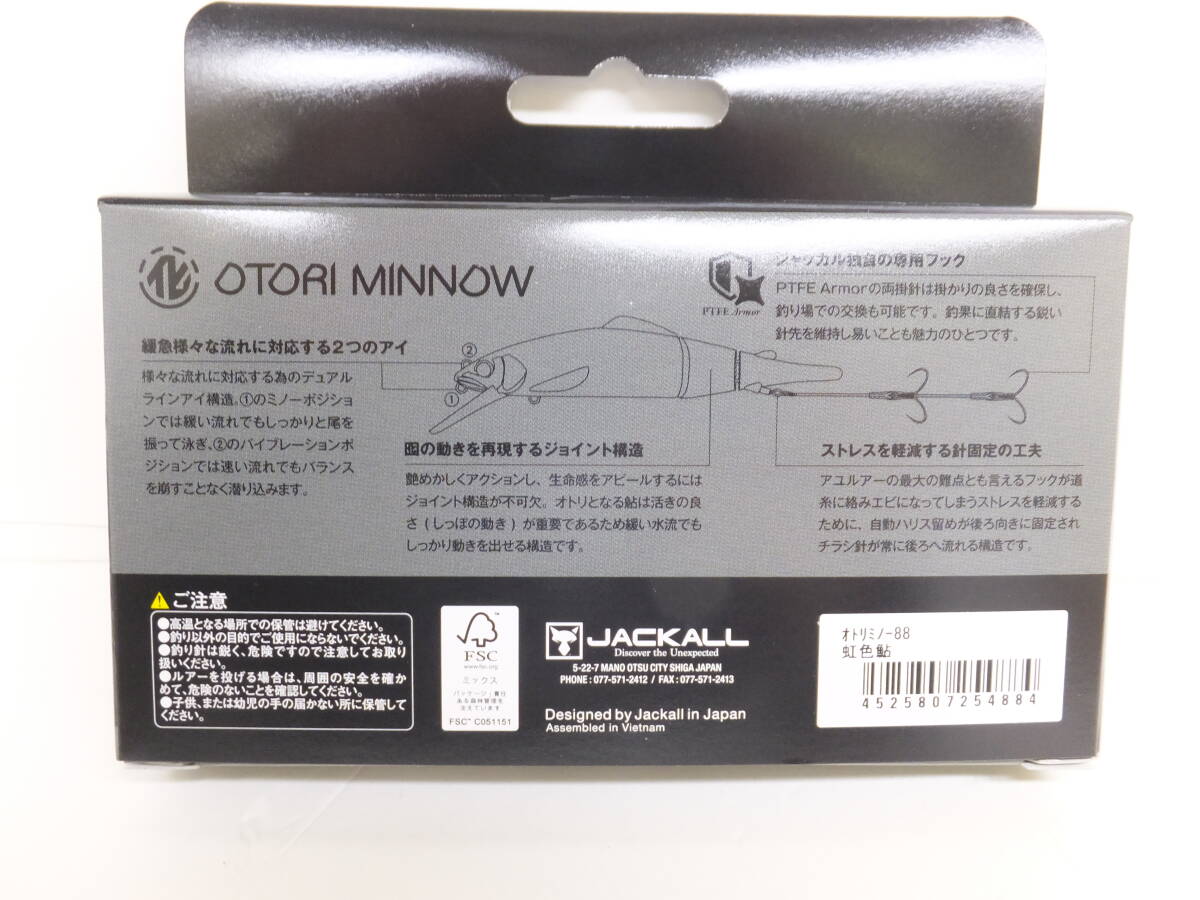 OTORI MINNOW
PTFE Armor
ジャッカル独自の専用フック
PTFE Armorの両掛針は掛かりの良さを確保し、
釣り場での交換も可能です。釣果に直結する鋭い
針先を維持し易いことも魅力のひとつです。
緩急様々な流れに対応する2つのアイ
様々な流れに対応する為のデュアル
ラインアイ構造。①のミノーポジショ
ンでは緩い流れでもしっかりと尾を
振って泳ぎ、②のバイブレーションポ
ジションでは速い流れでもバランス
を崩すことなく潜り込みます。
②
①
囮の動きを再現するジョイント構造
艶めかしくアクションし、生命感をアピールするには
ジョイント構造が不可欠。オトリとなる鮎は活きの良
さ(しっぽの動き)が重要であるため緩い水流でも
しっかり動きを出せる構造です。
ストレスを軽減する針固定の工夫
アユルアーの最大の難点とも言えるフックが道
糸に絡みエビになってしまうストレスを軽減する
ために、自動ハリス留めが後ろ向きに固定され
チラシ針が常に後ろへ流れる構造です。
ご注意
●高温となる場所での保管は避けてください。
●釣り以外の目的でご使用にならないでください。
●釣り針は鋭く、危険ですので注意してお取り
扱いください。
●ルアーを投げる場合は、周囲の安全を確か
めて、危険のないことを確認してください。
●子供、または幼児の手の届かない所に保管して
ください。
FSC
www.fsc.org
ミックス
パッケージ|責任
ある森林管理を
支えています
FSC™ C051151
JACKALL
Discover the Unexpected
5-22-7 MANO OTSU CITY SHIGA JAPAN
PHONE : 077-571-2412 / FAX : 077-571-2413
Designed by Jackall in Japan
Assembled in Vietnam
ｵﾄﾘﾐﾉｰ88
虹色鮎
4525807254884